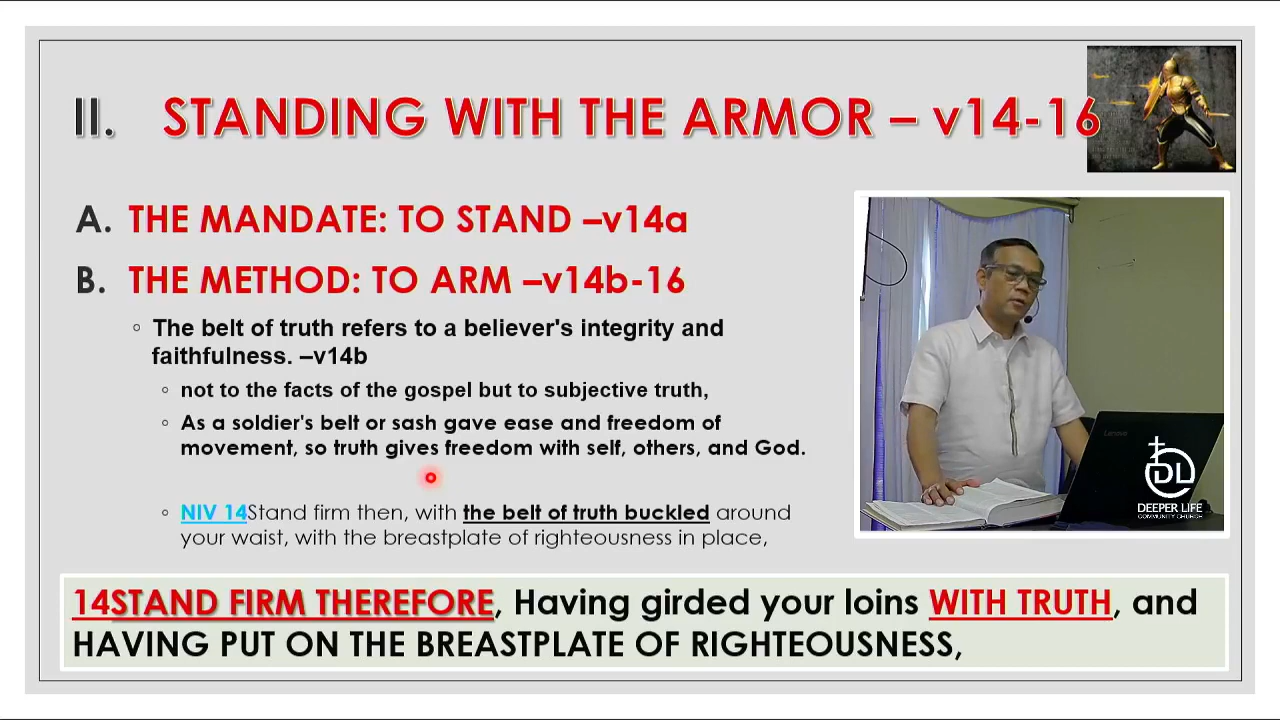 II. STANDING WITH THE ARMOR – v14-16
A. THE MANDATE: TO STAND –v14a
B. THE METHOD: TO ARM –v14b-16
The belt of truth refers to a believer's integrity and
faithfulness. –v14b
not to the facts of the gospel but to subjective truth,
As a soldier's belt or sash gave ease and freedom of
movement, so truth gives freedom with self, others, and God.
NIV 14Stand firm then, with the belt of truth buckled around
your waist, with the breastplate of righteousness in place,
Lenovo
DL
DEEPER LIFE
COMMUNITY CHURCH
14STAND FIRM THEREFORE, Having girded your loins WITH TRUTH, and
HAVING PUT ON THE BREASTPLATE OF RIGHTEOUSNESS,